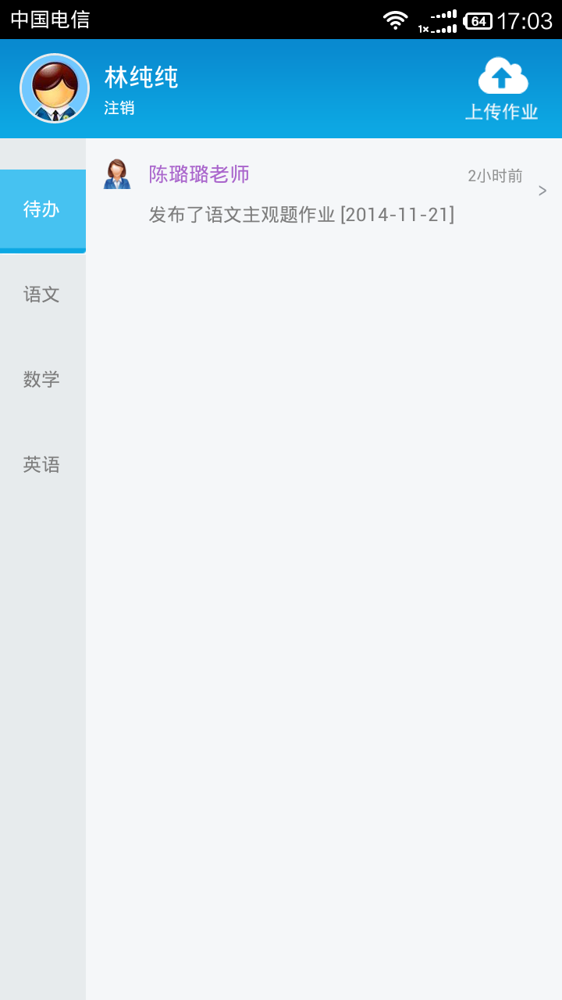 中国电信
1×
64
17:03
林纯纯
注销
上传作业
待办
语文
数学
英语
陈璐璐老师
2小时前
发布了语文主观题作业 [2014-11-21]